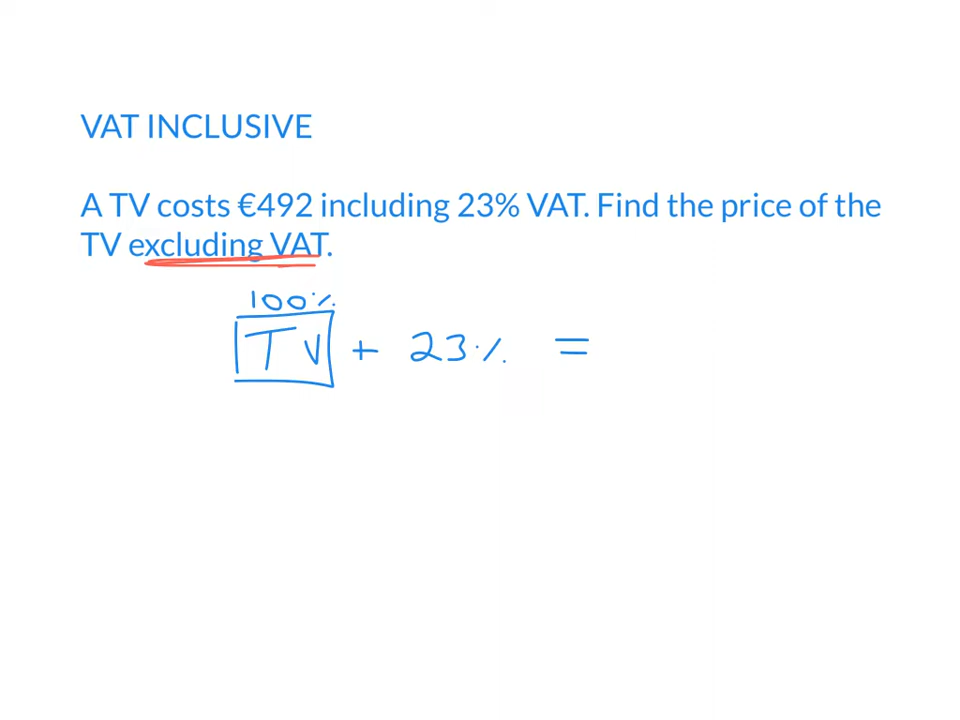 VAT INCLUSIVE
A TV costs €492 including 23% VAT. Find the price of the
TV excluding VAT.
100%
TV + 23% =